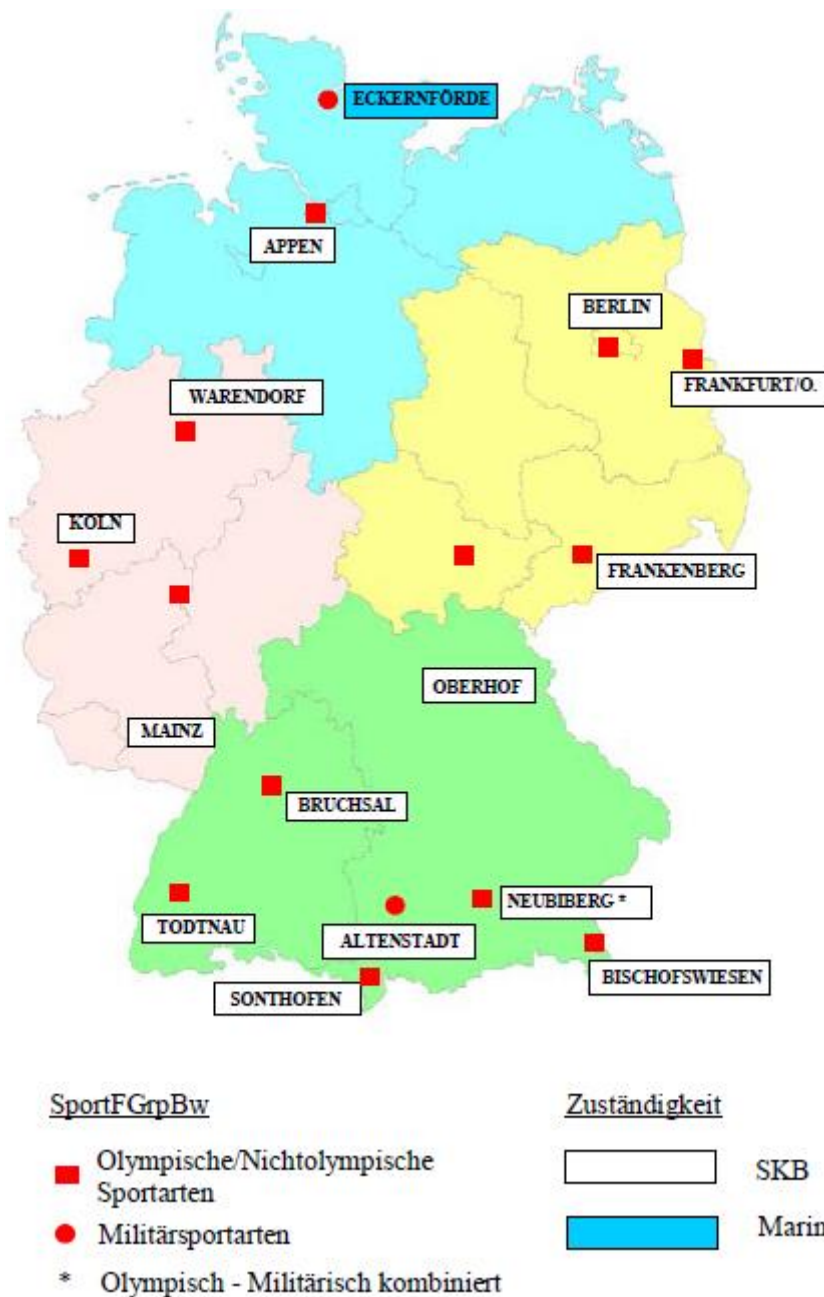 ECKERNFÖRDE
APPEN
BERLIN
FRANKFURT/O.
WARENDORF
KÖLN
FRANKENBERG
OBERHOF
MAINZ
BRUCHSAL
NEUBIBERG *
TODTNAU
ALTENSTADT
BISCHOFSWIESEN
SONTHOFEN
SportFGrpBw
Olympische/Nichtolympische
Sportarten
Militärsportarten
* Olympisch - Militärisch kombiniert
Zuständigkeit
SKB
Marin